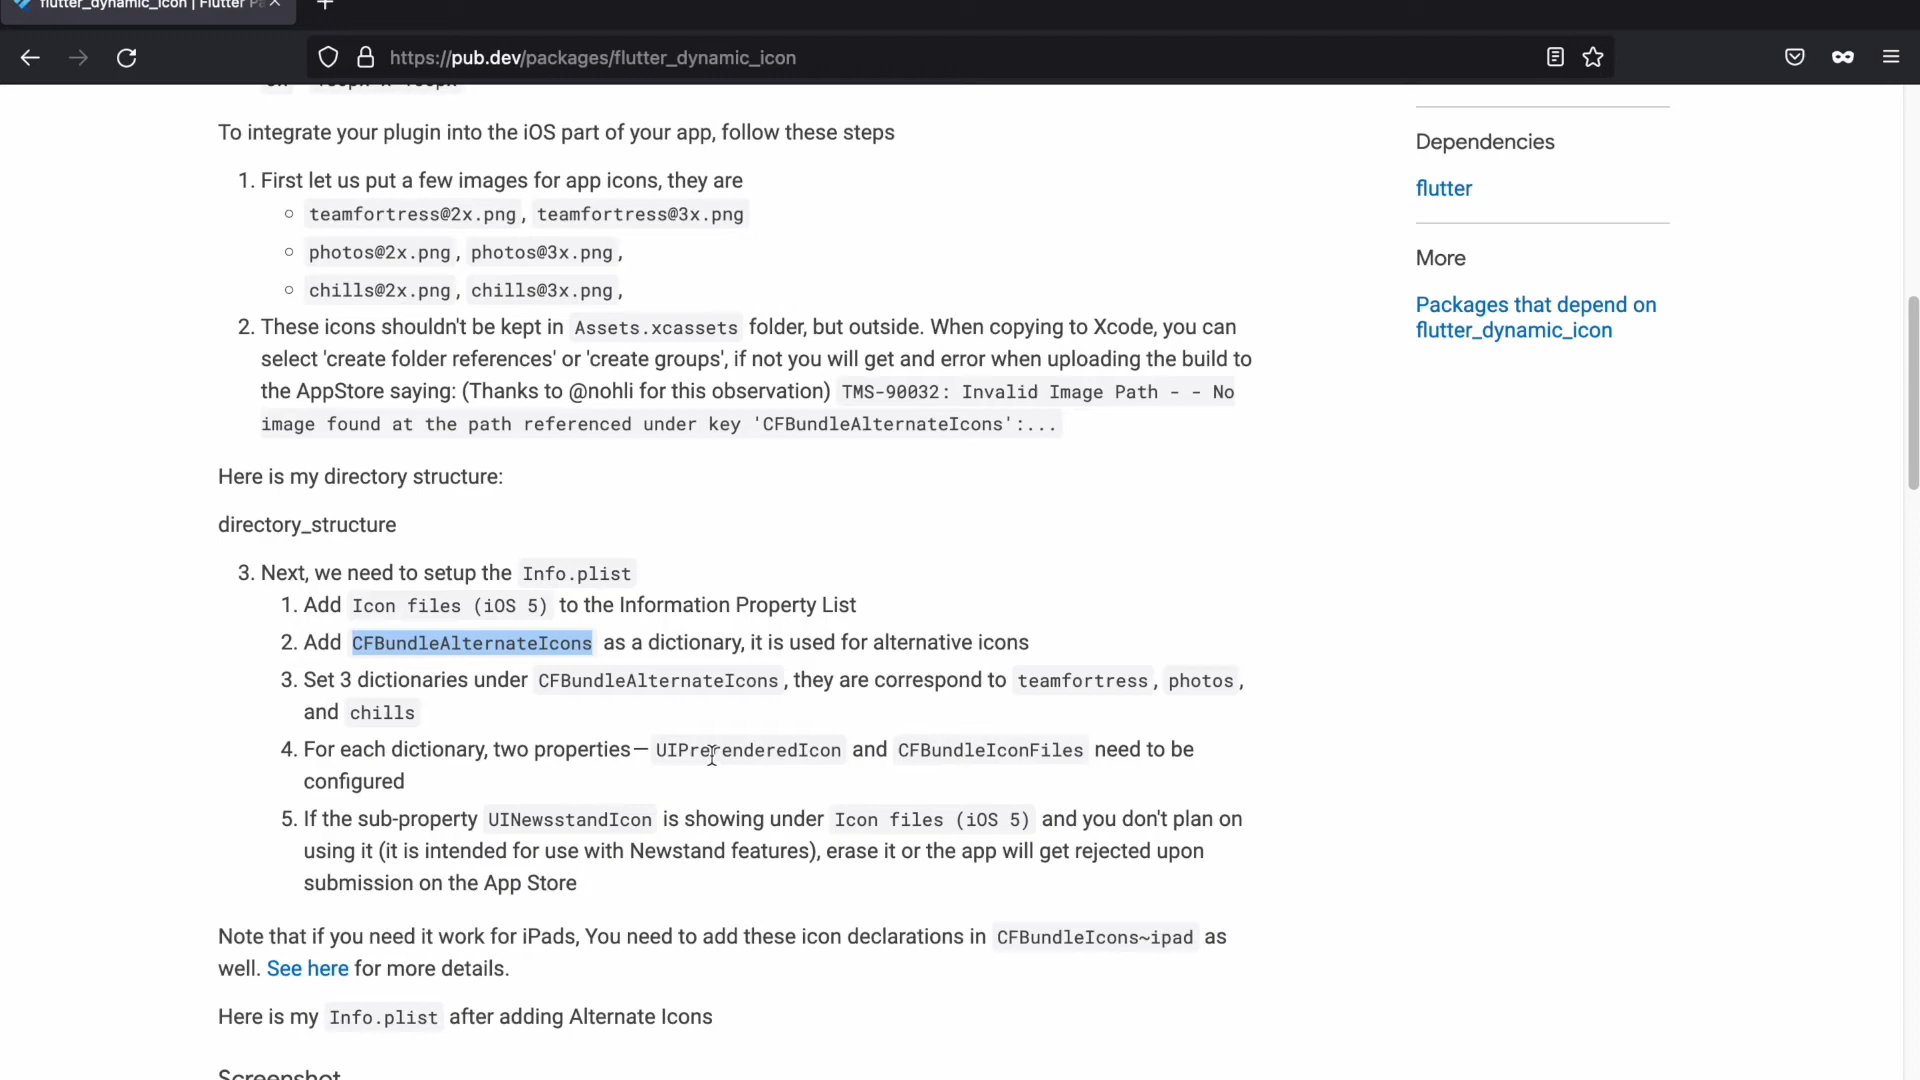 flutter_dynamic_icon | Flutter Pa
https://pub.dev/packages/flutter_dynamic_icon
To integrate your plugin into the iOS part of your app, follow these steps
1. First let us put a few images for app icons, they are
teamfortress@2x.png, teamfortress@3x.png
photos@2x.png, photos@3x.png,
chills@2x.png, chills@3x.png,
2. These icons shouldn't be kept in Assets.xcassets folder, but outside. When copying to Xcode, you can
select 'create folder references' or 'create groups', if not you will get and error when uploading the build to
the AppStore saying: (Thanks to @nohli for this observation) TMS-90032: Invalid Image Path - - No
image found at the path referenced under key 'CFBundleAlternateIcons':...
Here is my directory structure:
directory_structure
3. Next, we need to setup the Info.plist
1. Add Icon files (iOS 5) to the Information Property List
2. Add CFBundleAlternateIcons as a dictionary, it is used for alternative icons
3. Set 3 dictionaries under CFBundleAlternateIcons, they are correspond to teamfortress, photos,
and chills
4. For each dictionary, two properties— UIPrerenderedIcon and CFBundleIconFiles need to be
configured
5. If the sub-property UINewsstandIcon is showing under Icon files (iOS 5) and you don't plan on
using it (it is intended for use with Newstand features), erase it or the app will get rejected upon
submission on the App Store
Note that if you need it work for iPads, You need to add these icon declarations in CFBundleIcons~ipad as
well. See here for more details.
Here is my Info.plist after adding Alternate Icons
Screenshot
Dependencies
flutter
More
Packages that depend on
flutter_dynamic_icon